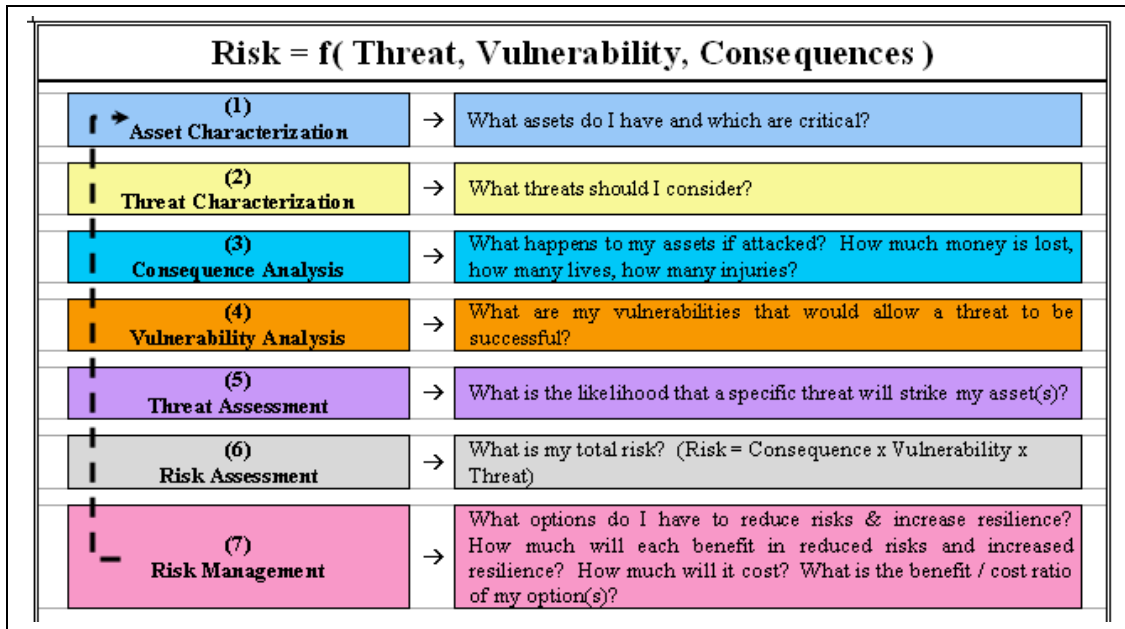 Risk = f( Threat, Vulnerability, Consequences )
(1)
Asset Characterization
→
What assets do I have and which are critical?
(2)
Threat Characterization
→
What threats should I consider?
(3)
Consequence Analysis
→
What happens to my assets if attacked? How much money is lost,
how many lives, how many injuries?
(4)
Vulnerability Analysis
→
What are my vulnerabilities that would allow a threat to be
successful?
(5)
Threat Assessment
→
What is the likelihood that a specific threat will strike my asset(s)?
(6)
Risk Assessment
→
What is my total risk? (Risk = Consequence x Vulnerability x
Threat)
(7)
Risk Management
→
What options do I have to reduce risks & increase resilience?
How much will each benefit in reduced risks and increased
resilience? How much will it cost? What is the benefit / cost ratio
of my option(s)?